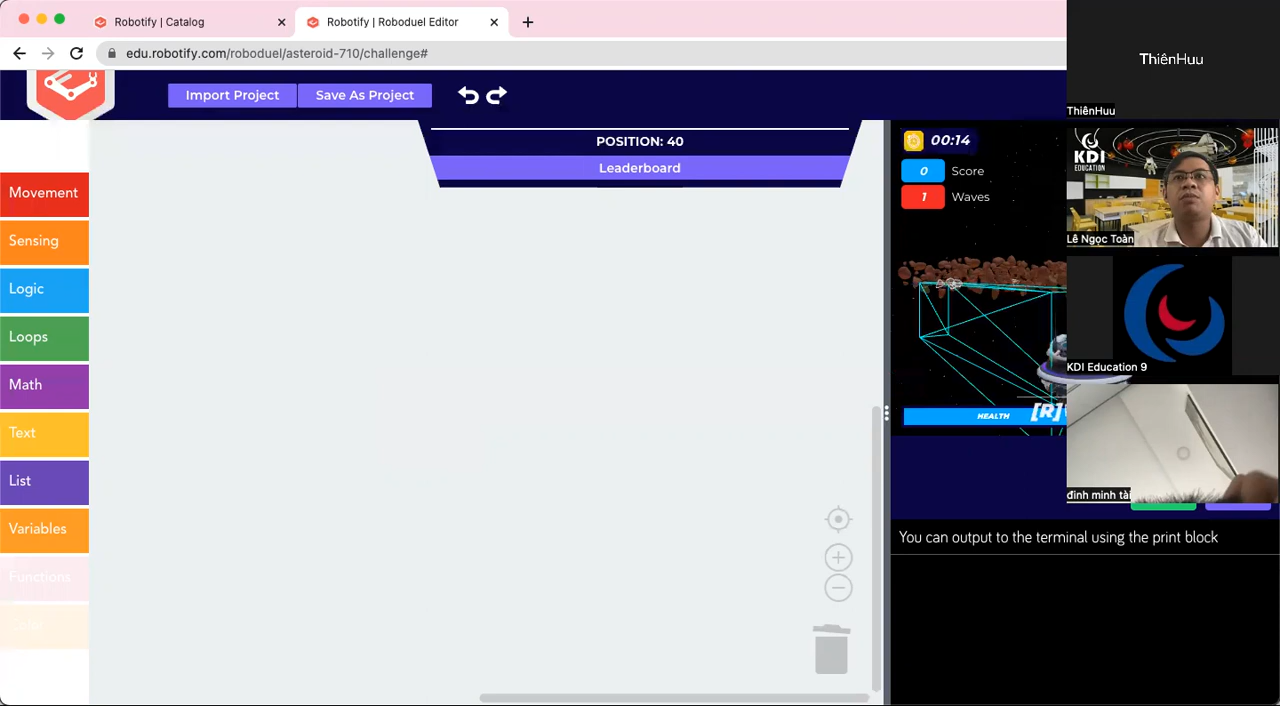 Robotify | Catalog
Robotify | Roboduel Editor
edu.robotify.com/roboduel/asteroid-710/challenge#
Import Project
Save As Project
POSITION: 40
Leaderboard
Movement
Sensing
Logic
Loops
Math
Text
List
Variables
Functions
00:14
0 Score
1 Waves
HEALTH
[R]
You can output to the terminal using the print block
ThiênHuu
ThiênHuu
KDI
EDUCATION
Lê Ngọc Toàn
KDI Education 9
đinh minh tài